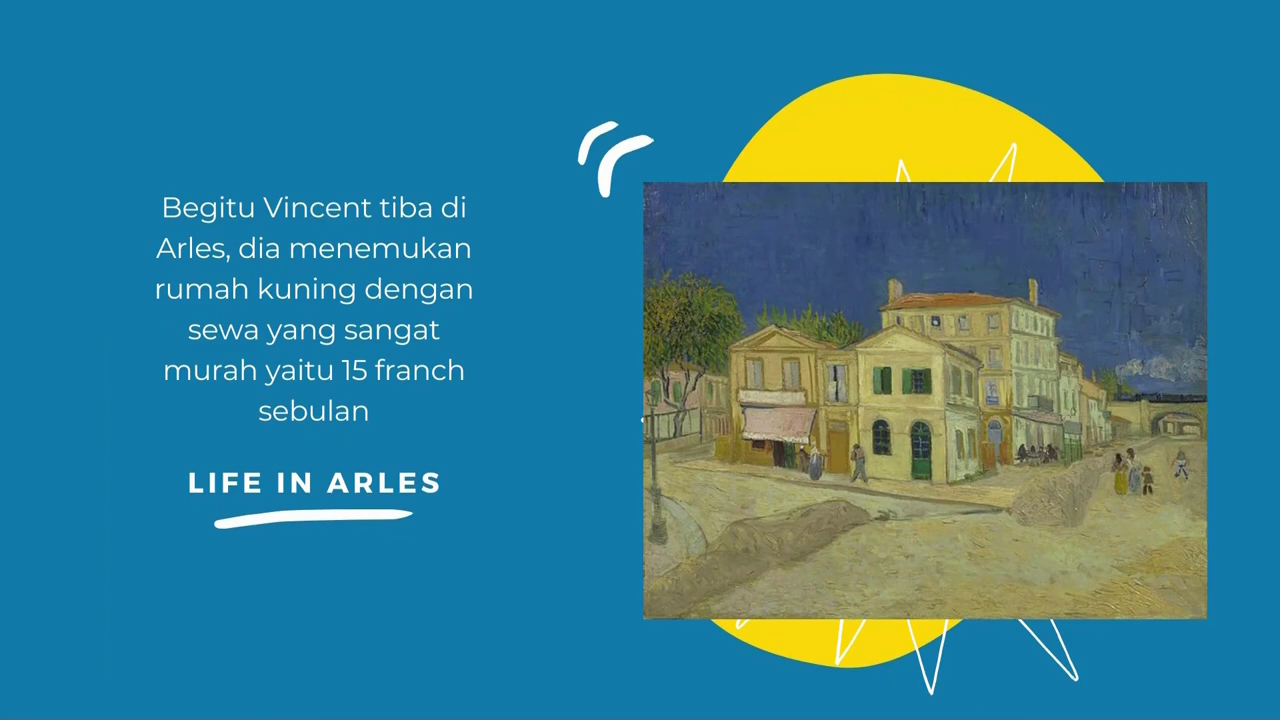 Begitu Vincent tiba di
Arles, dia menemukan
rumah kuning dengan
sewa yang sangat
murah yaitu 15 franch
sebulan
LIFE IN ARLES